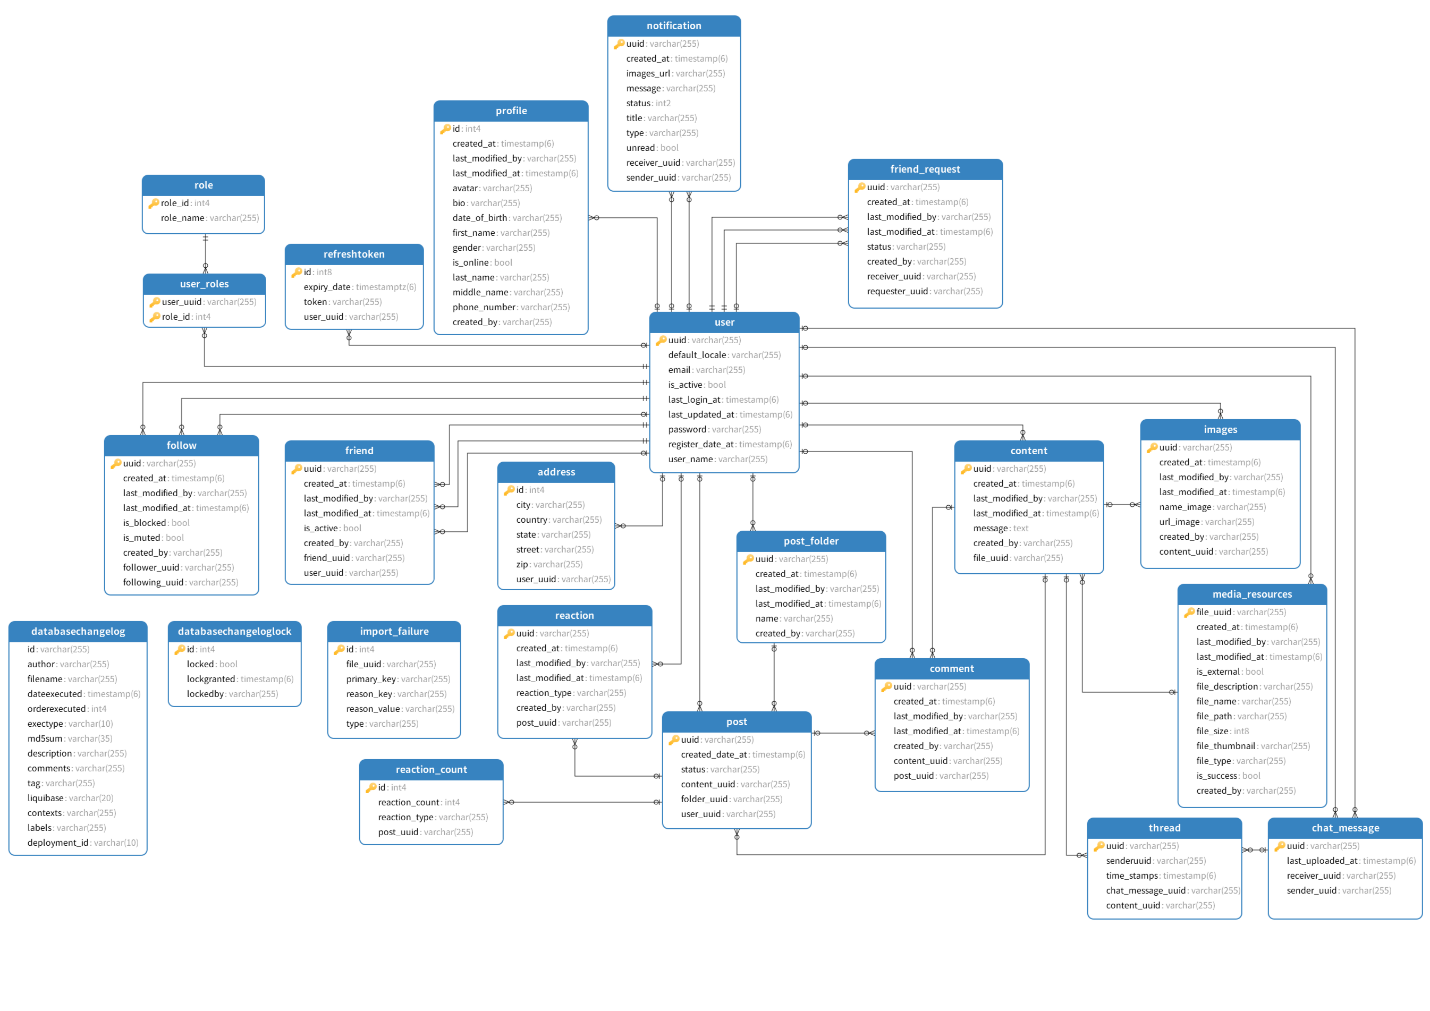 notification
uuid : varchar(255)
created_at : timestamp(6)
images_url : varchar(255)
message : varchar(255)
status : int2
title : varchar(255)
type : varchar(255)
unread : bool
receiver_uuid : varchar(255)
sender_uuid : varchar(255)
profile
id : int4
created_at : timestamp(6)
last_modified_by : varchar(255)
last_modified_at : timestamp(6)
avatar : varchar(255)
bio : varchar(255)
date_of_birth : varchar(255)
first_name : varchar(255)
gender : varchar(255)
is_online : bool
last_name : varchar(255)
middle_name : varchar(255)
phone_number : varchar(255)
created_by : varchar(255)
friend_request
uuid : varchar(255)
created_at : timestamp(6)
last_modified_by : varchar(255)
last_modified_at : timestamp(6)
status : varchar(255)
created_by : varchar(255)
receiver_uuid : varchar(255)
requester_uuid : varchar(255)
role
role_id : int4
role_name : varchar(255)
refreshtoken
id : int8
expiry_date : timestamptz(6)
token : varchar(255)
user_uuid : varchar(255)
user_roles
user_uuid : varchar(255)
role_id : int4
user
uuid : varchar(255)
default_locale : varchar(255)
email : varchar(255)
is_active : bool
last_login_at : timestamp(6)
last_updated_at : timestamp(6)
password : varchar(255)
register_date_at : timestamp(6)
user_name : varchar(255)
follow
uuid : varchar(255)
created_at : timestamp(6)
last_modified_by : varchar(255)
last_modified_at : timestamp(6)
is_blocked : bool
is_muted : bool
created_by : varchar(255)
follower_uuid : varchar(255)
following_uuid : varchar(255)
friend
uuid : varchar(255)
created_at : timestamp(6)
last_modified_by : varchar(255)
last_modified_at : timestamp(6)
is_active : bool
created_by : varchar(255)
friend_uuid : varchar(255)
user_uuid : varchar(255)
address
id : int4
city : varchar(255)
country : varchar(255)
state : varchar(255)
street : varchar(255)
zip : varchar(255)
user_uuid : varchar(255)
content
uuid : varchar(255)
created_at : timestamp(6)
last_modified_by : varchar(255)
last_modified_at : timestamp(6)
message : text
created_by : varchar(255)
file_uuid : varchar(255)
images
uuid : varchar(255)
created_at : timestamp(6)
last_modified_by : varchar(255)
last_modified_at : timestamp(6)
name_image : varchar(255)
url_image : varchar(255)
created_by : varchar(255)
content_uuid : varchar(255)
post_folder
uuid : varchar(255)
created_at : timestamp(6)
last_modified_by : varchar(255)
last_modified_at : timestamp(6)
name : varchar(255)
created_by : varchar(255)
media_resources
file_uuid : varchar(255)
created_at : timestamp(6)
last_modified_by : varchar(255)
last_modified_at : timestamp(6)
is_external : bool
file_description : varchar(255)
file_name : varchar(255)
file_path : varchar(255)
file_size : int8
file_thumbnail : varchar(255)
file_type : varchar(255)
is_success : bool
created_by : varchar(255)
databasechangelog
id : varchar(255)
author : varchar(255)
filename : varchar(255)
dateexecuted : timestamp(6)
orderexecuted : int4
exectype : varchar(10)
md5sum : varchar(35)
description : varchar(255)
comments : varchar(255)
tag : varchar(255)
liquibase : varchar(20)
contexts : varchar(255)
labels : varchar(255)
deployment_id : varchar(10)
databasechangeloglock
id : int4
locked : bool
lockgranted : timestamp(6)
lockedby : varchar(255)
import_failure
id : int4
file_uuid : varchar(255)
primary_key : varchar(255)
reason_key : varchar(255)
reason_value : varchar(255)
type : varchar(255)
reaction
uuid : varchar(255)
created_at : timestamp(6)
last_modified_by : varchar(255)
last_modified_at : timestamp(6)
reaction_type : varchar(255)
created_by : varchar(255)
post_uuid : varchar(255)
comment
uuid : varchar(255)
created_at : timestamp(6)
last_modified_by : varchar(255)
last_modified_at : timestamp(6)
created_by : varchar(255)
content_uuid : varchar(255)
post_uuid : varchar(255)
post
uuid : varchar(255)
created_date_at : timestamp(6)
status : varchar(255)
content_uuid : varchar(255)
folder_uuid : varchar(255)
user_uuid : varchar(255)
reaction_count
id : int4
reaction_count : int4
reaction_type : varchar(255)
post_uuid : varchar(255)
thread
uuid : varchar(255)
senderuuid : varchar(255)
time_stamps : timestamp(6)
chat_message_uuid : varchar(255)
content_uuid : varchar(255)
chat_message
uuid : varchar(255)
last_uploaded_at : timestamp(6)
receiver_uuid : varchar(255)
sender_uuid : varchar(255)